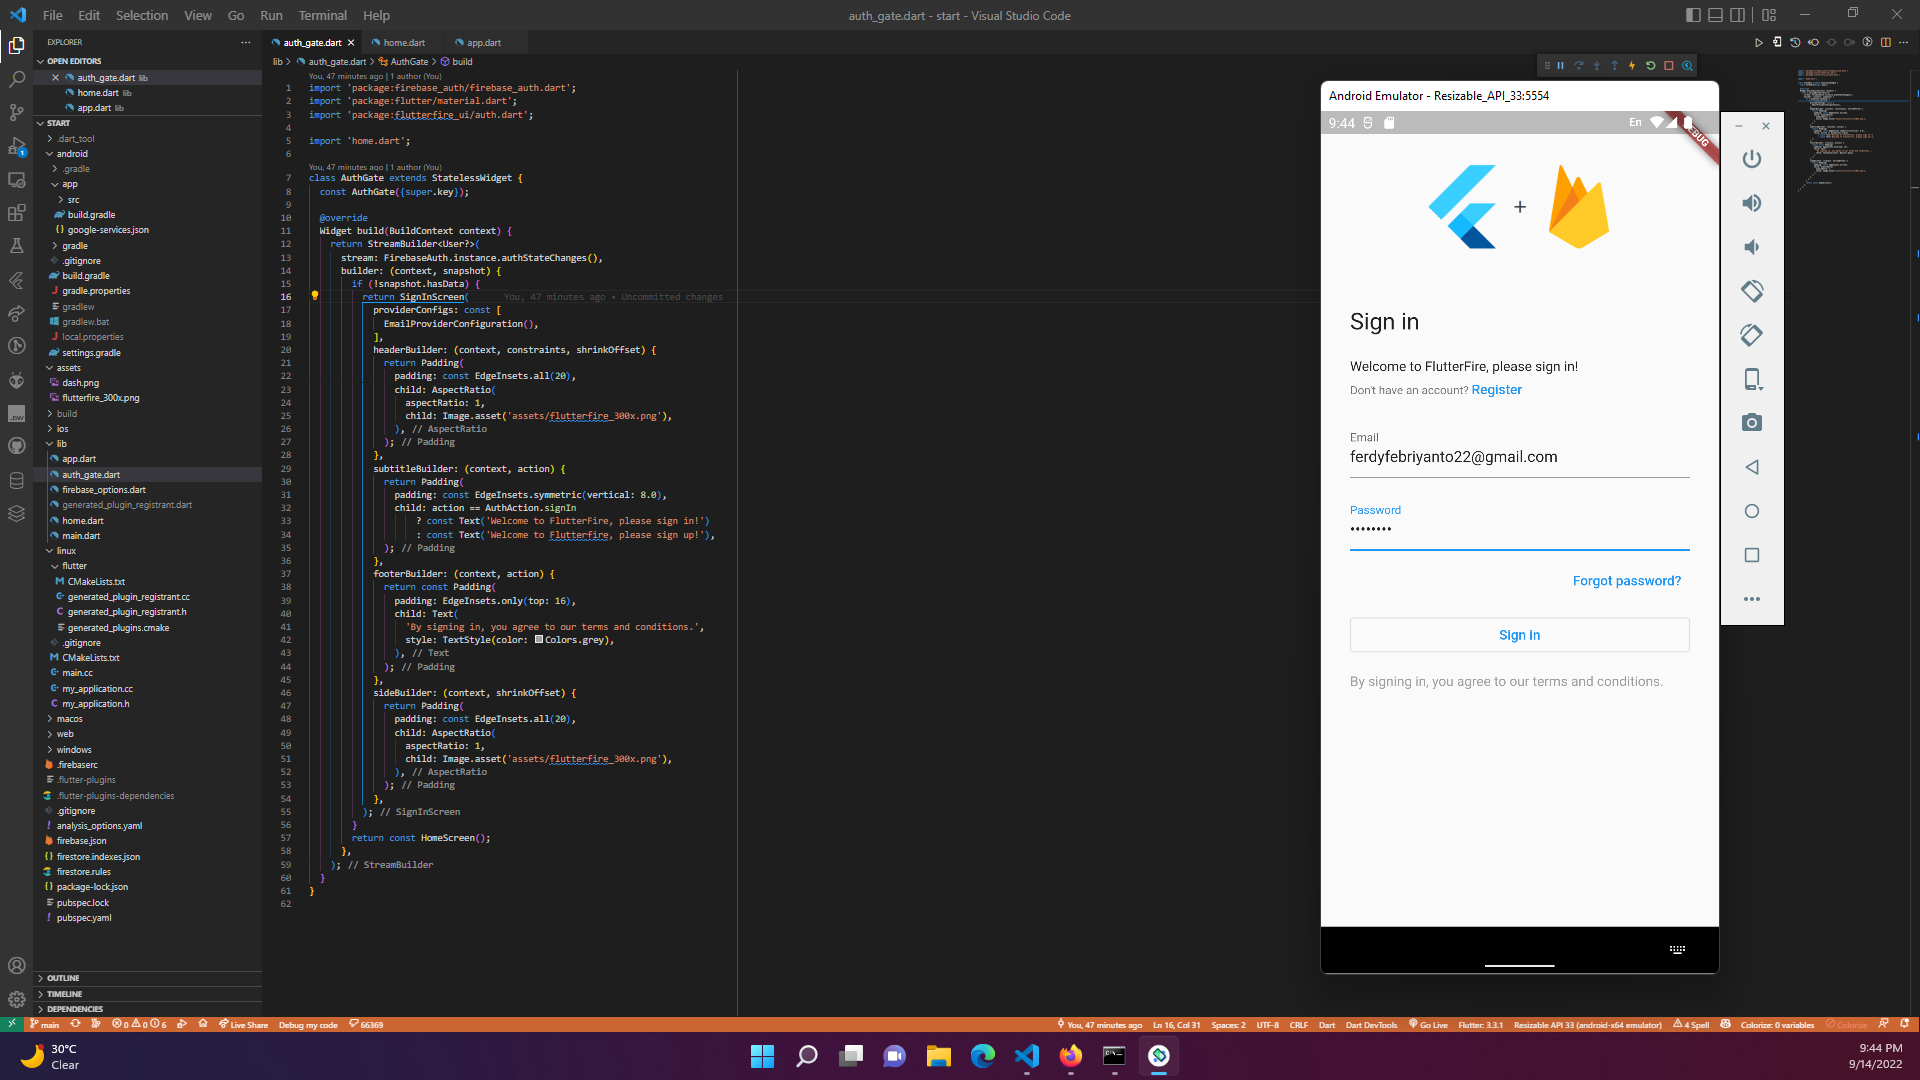 File Edit Selection View Go Run Terminal Help
auth_gate.dart - start - Visual Studio Code
EXPLORER
OPEN EDITORS
auth_gate.dart lib
home.dart lib
app.dart lib
START
.dart_tool
android
.gradle
app
src
build.gradle
google-services.json
gradle
.gitignore
build.gradle
gradle.properties
gradlew
gradlew.bat
local.properties
settings.gradle
assets
dash.png
flutterfire_300x.png
build
ios
lib
app.dart
auth_gate.dart
firebase_options.dart
generated_plugin_registrant.dart
home.dart
main.dart
linux
flutter
CMakeLists.txt
generated_plugin_registrant.cc
generated_plugin_registrant.h
generated_plugins.cmake
.gitignore
CMakeLists.txt
main.cc
my_application.cc
my_application.h
macos
web
windows
.firebaserc
.flutter-plugins
.flutter-plugins-dependencies
.gitignore
analysis_options.yaml
firebase.json
firestore.indexes.json
firestore.rules
package-lock.json
pubspec.lock
pubspec.yaml
OUTLINE
TIMELINE
DEPENDENCIES
auth_gate.dart home.dart app.dart
lib > auth_gate.dart > AuthGate > build
You, 47 minutes ago | 1 author (You)
1 import 'package:firebase_auth/firebase_auth.dart';
2 import 'package:flutter/material.dart';
3 import 'package:flutterfire_ui/auth.dart';
4
5 import 'home.dart';
6
You, 47 minutes ago | 1 author (You)
7 class AuthGate extends StatelessWidget {
8 const AuthGate({super.key});
9
10 @override
11 Widget build(BuildContext context) {
12 return StreamBuilder<User?>(
13 stream: FirebaseAuth.instance.authStateChanges(),
14 builder: (context, snapshot) {
15 if (!snapshot.hasData) {
16 return SignInScreen( You, 47 minutes ago • Uncommitted changes
17 providerConfigs: const [
18 EmailProviderConfiguration(),
19 ],
20 headerBuilder: (context, constraints, shrinkOffset) {
21 return Padding(
22 padding: const EdgeInsets.all(20),
23 child: AspectRatio(
24 aspectRatio: 1,
25 child: Image.asset('assets/flutterfire_300x.png'),
26 ), // AspectRatio
27 ); // Padding
28 },
29 subtitleBuilder: (context, action) {
30 return Padding(
31 padding: const EdgeInsets.symmetric(vertical: 8.0),
32 child: action == AuthAction.signIn
33 ? const Text('Welcome to FlutterFire, please sign in!')
34 : const Text('Welcome to Flutterfire, please sign up!'),
35 ); // Padding
36 },
37 footerBuilder: (context, action) {
38 return const Padding(
39 padding: EdgeInsets.only(top: 16),
40 child: Text(
41 'By signing in, you agree to our terms and conditions.',
42 style: TextStyle(color: Colors.grey),
43 ), // Text
44 ); // Padding
45 },
46 sideBuilder: (context, shrinkOffset) {
47 return Padding(
48 padding: const EdgeInsets.all(20),
49 child: AspectRatio(
50 aspectRatio: 1,
51 child: Image.asset('assets/flutterfire_300x.png'),
52 ), // AspectRatio
53 ); // Padding
54 },
55 ); // SignInScreen
56 }
57 return const HomeScreen();
58 },
59 ); // StreamBuilder
60 }
61 }
62
Android Emulator - Resizable_API_33:5554
9:44 En
+
Sign in
Welcome to FlutterFire, please sign in!
Don't have an account? Register
Email
ferdyfebriyanto22@gmail.com
Password
••••••••
Forgot password?
Sign in
By signing in, you agree to our terms and conditions.
main 0 0 6 Live Share Debug my code 66369
You, 47 minutes ago Ln 16, Col 31 Spaces: 2 UTF-8 CRLF Dart Dart DevTools Go Live Flutter: 3.3.1 Resizable API 33 (android-x64 emulator) 4 Spell Colorize: 0 variables Colorize
30°C
Clear
9:44 PM
9/14/2022